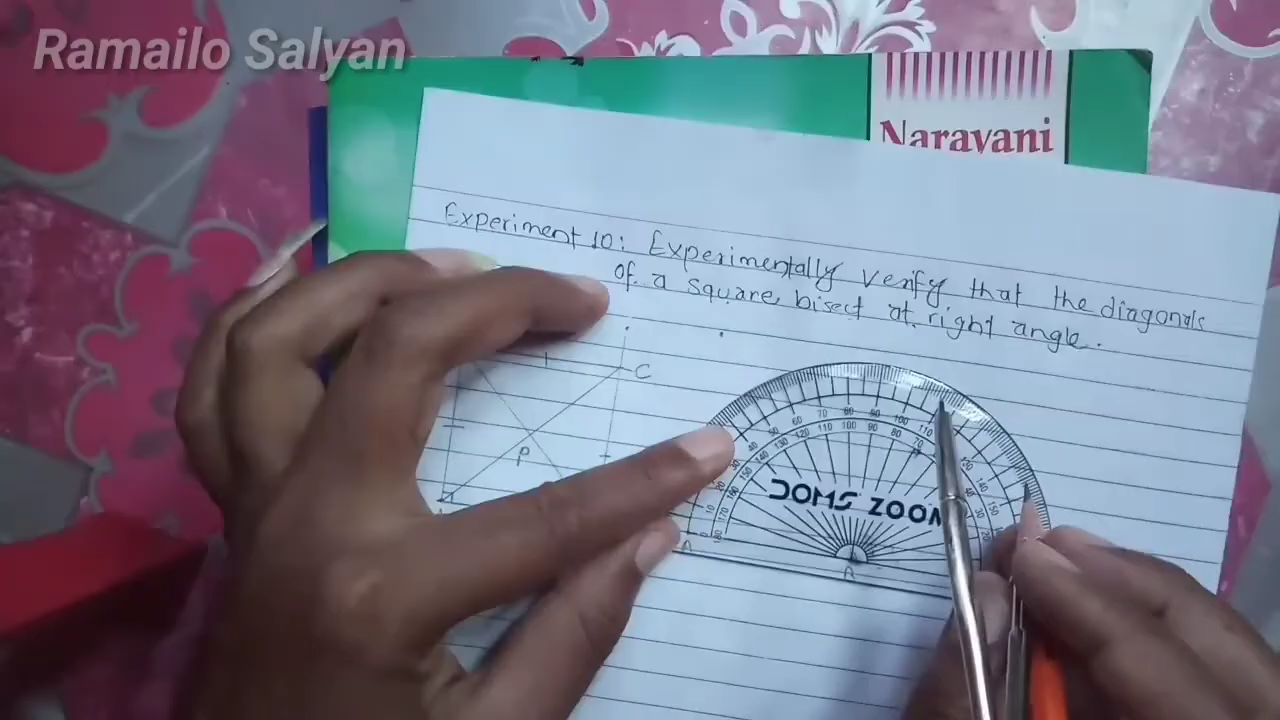 Ramailo Salyan
Narayani
Experiment 10: Experimentally verify that the diagonals
of a square bisect at right angle.
C
P
DOMS ZOOM
A
A